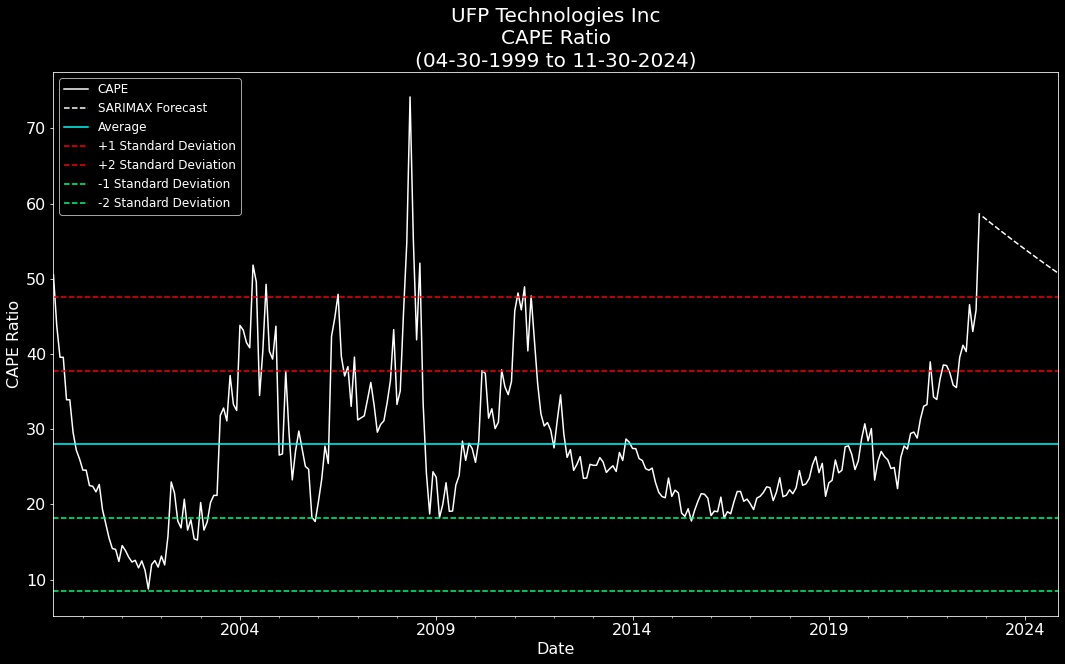 UFP Technologies Inc
CAPE Ratio
(04-30-1999 to 11-30-2024)
CAPE
SARIMAX Forecast
Average
+1 Standard Deviation
+2 Standard Deviation
-1 Standard Deviation
-2 Standard Deviation
70
60
50
40
30
20
10
CAPE Ratio
2004
2009
2014
2019
2024
Date